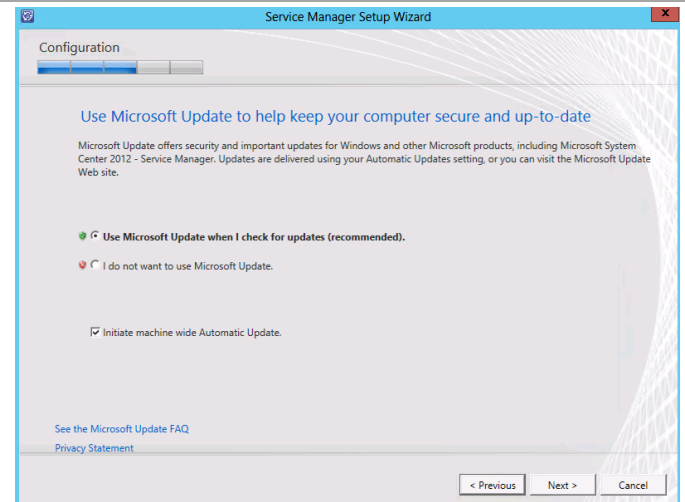 Service Manager Setup Wizard
x
Configuration
Use Microsoft Update to help keep your computer secure and up-to-date
Microsoft Update offers security and important updates for Windows and other Microsoft products, including Microsoft System
Center 2012 - Service Manager. Updates are delivered using your Automatic Updates setting, or you can visit the Microsoft Update
Web site.
Use Microsoft Update when I check for updates (recommended).
I do not want to use Microsoft Update.
Initiate machine wide Automatic Update.
See the Microsoft Update FAQ
Privacy Statement
< Previous Next > Cancel